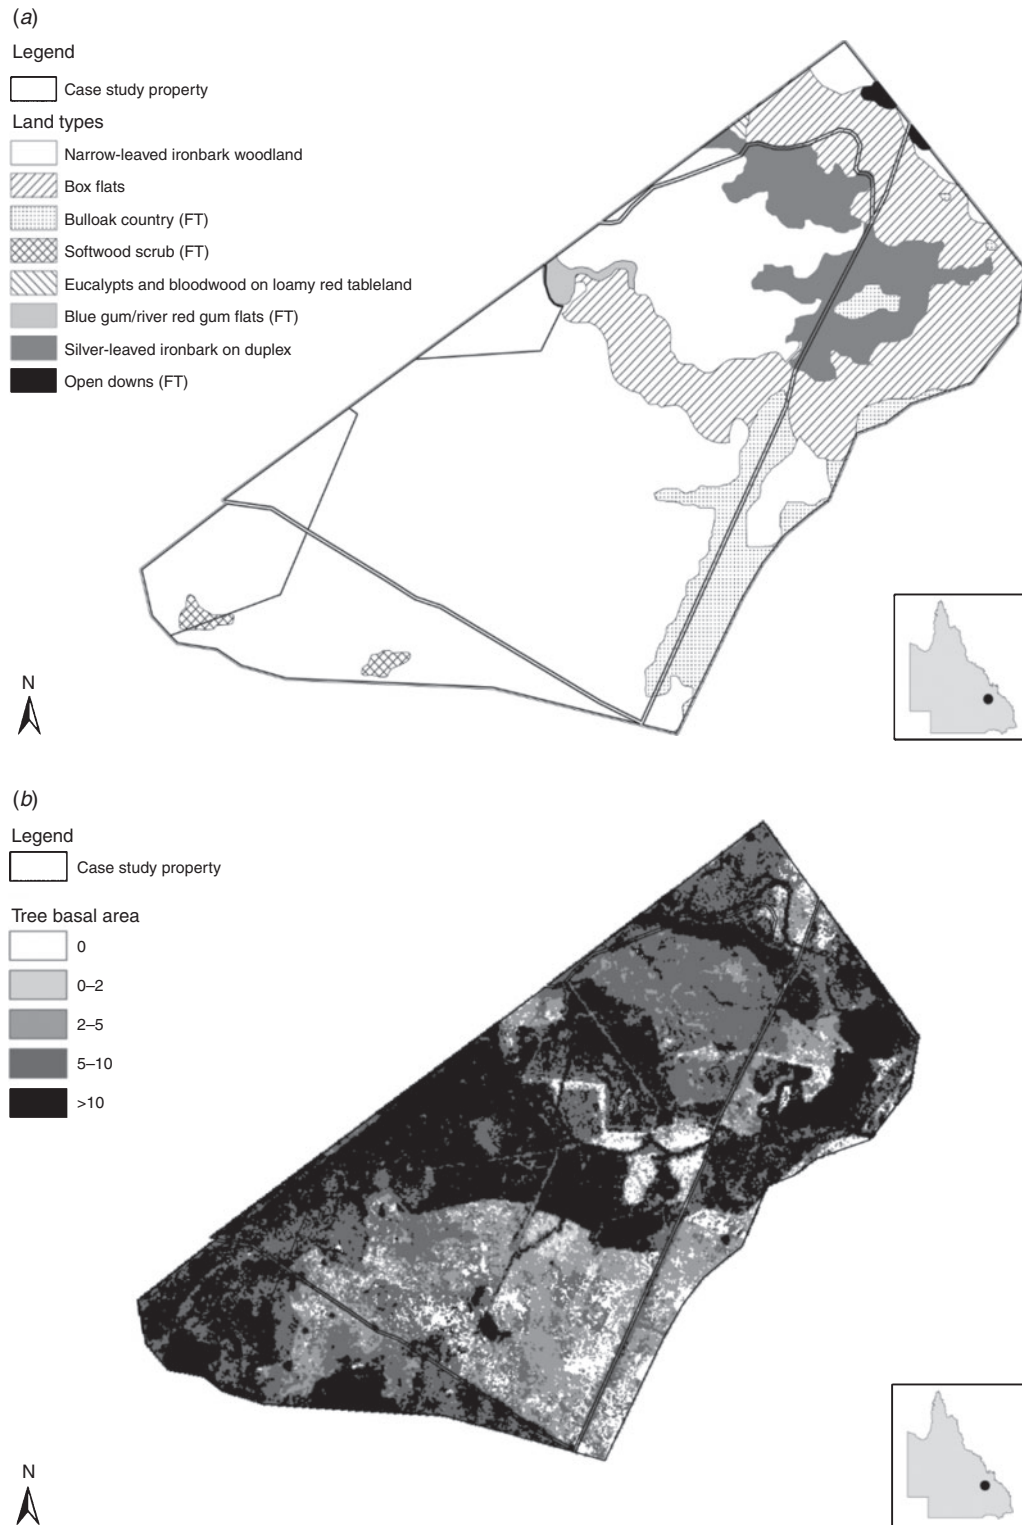 (a)
Legend
Case study property
Land types
Narrow-leaved ironbark woodland
Box flats
Bulloak country (FT)
Softwood scrub (FT)
Eucalypts and bloodwood on loamy red tableland
Blue gum/river red gum flats (FT)
Silver-leaved ironbark on duplex
Open downs (FT)
N
(b)
Legend
Case study property
Tree basal area
0
0–2
2–5
5–10
>10
N